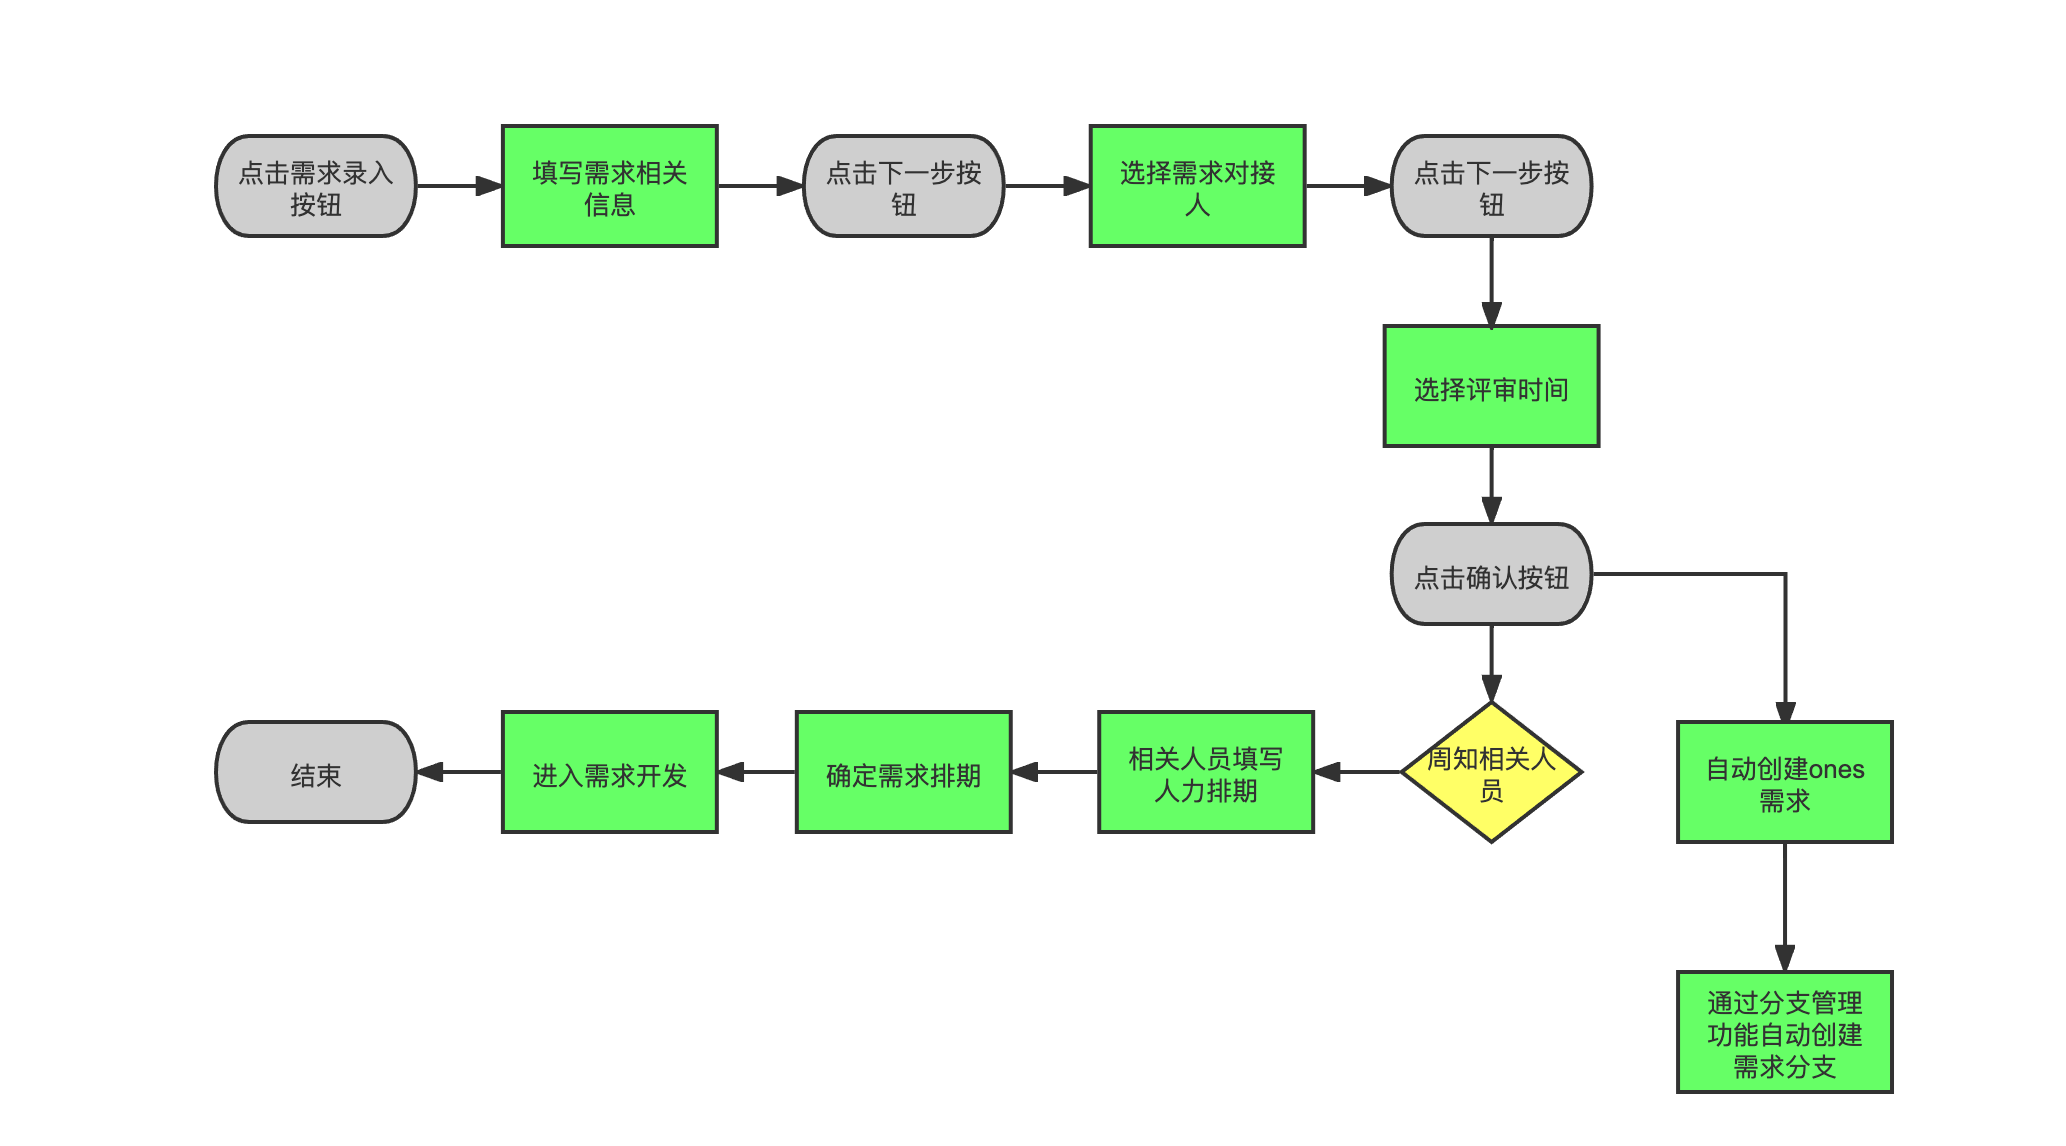 点击需求录入
按钮
填写需求相关
信息
点击下一步按
钮
选择需求对接
人
点击下一步按
钮
选择评审时间
点击确认按钮
周知相关人
员
相关人员填写
人力排期
确定需求排期
进入需求开发
结束
自动创建ones
需求
通过分支管理
功能自动创建
需求分支